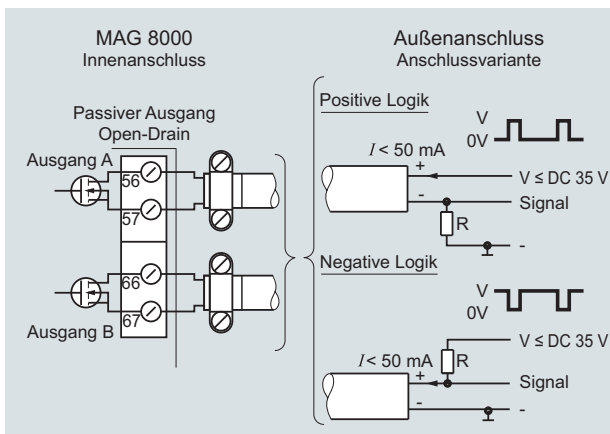 MAG 8000
Innenanschluss
Passiver Ausgang
Open-Drain
Ausgang A
56
57
66
67
Ausgang B
Außenanschluss
Anschlussvariante
Positive Logik
V
0V
I < 50 mA
+
V ≤ DC 35 V
-
Signal
R
-
Negative Logik
V
0V
V ≤ DC 35 V
I < 50 mA
R
+
Signal
-
-